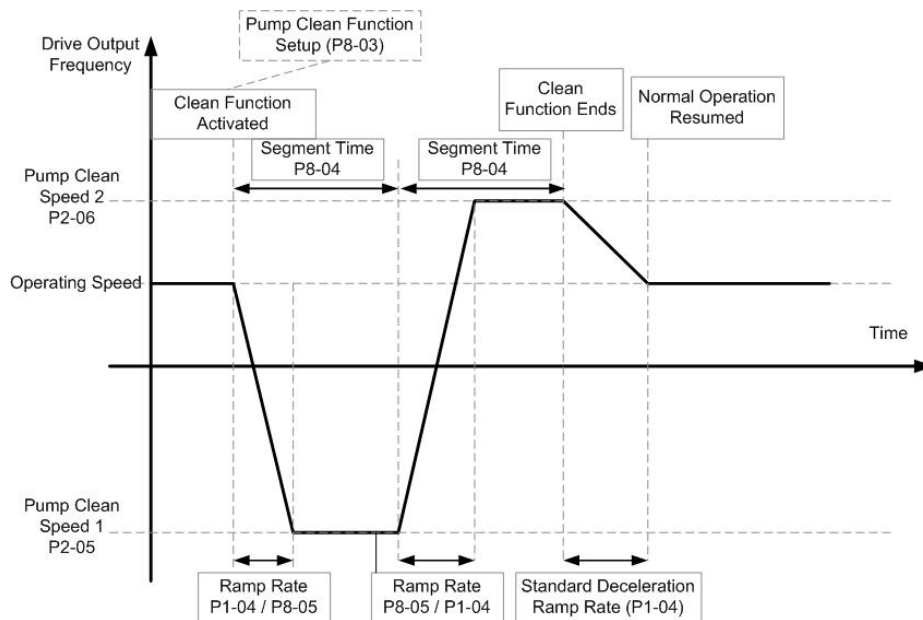 Pump Clean Function
Setup (P8-03)
Drive Output
Frequency
Clean Function
Activated
Clean
Function Ends
Normal Operation
Resumed
Segment Time
P8-04
Segment Time
P8-04
Pump Clean
Speed 2
P2-06
Operating Speed
Time
Pump Clean
Speed 1
P2-05
Ramp Rate
P1-04 / P8-05
Ramp Rate
P8-05 / P1-04
Standard Deceleration
Ramp Rate (P1-04)